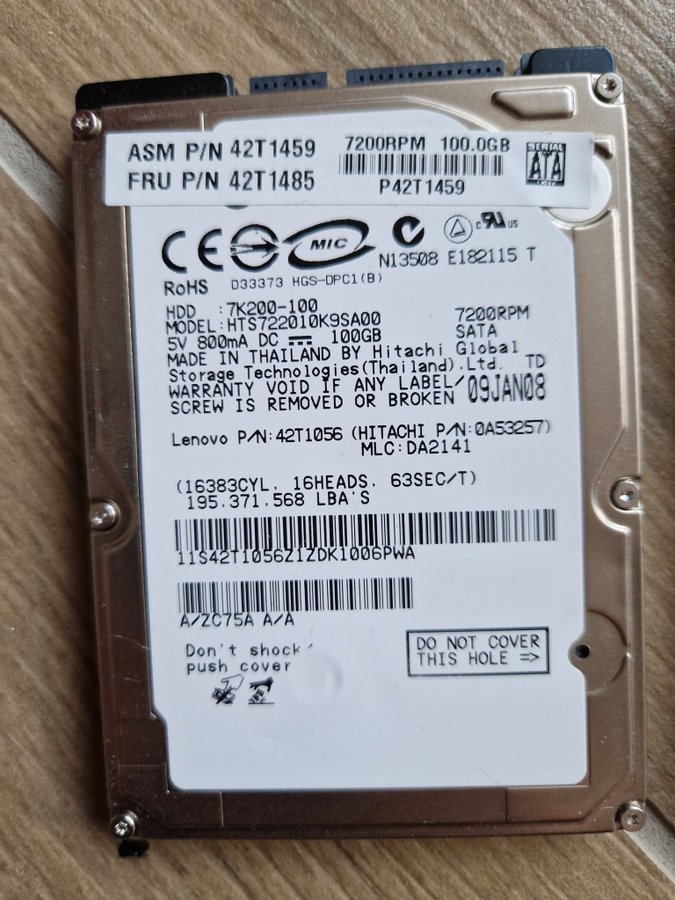 ASM P/N 42T1459
FRU P/N 42T1485
7200RPM 100.0GB
P42T1459
SERIAL
ATA
CE MIC
c UR US
N13508 E182115 T
RoHS D33373 HGS-DPC1(B)
HDD :7K200-100
MODEL:HTS722010K9SA00 7200RPM
5V 800mA DC 100GB SATA
MADE IN THAILAND BY Hitachi Global
Storage Technologies(Thailand).Ltd. TD
WARRANTY VOID IF ANY LABEL/
SCREW IS REMOVED OR BROKEN 09JAN08
Lenovo P/N:42T1056 (HITACHI P/N:0A53257)
MLC:DA2141
(16383CYL. 16HEADS. 63SEC/T)
195.371.568 LBA'S
11S42T1056Z1ZDK1006PWA
A/ZC75A A/A
Don't shock/
push cover
DO NOT COVER
THIS HOLE =>